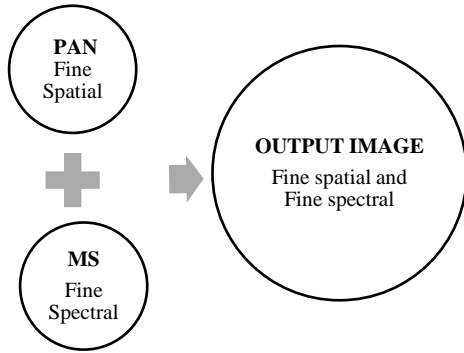 PAN
Fine
Spatial
MS
Fine
Spectral
OUTPUT IMAGE
Fine spatial and
Fine spectral